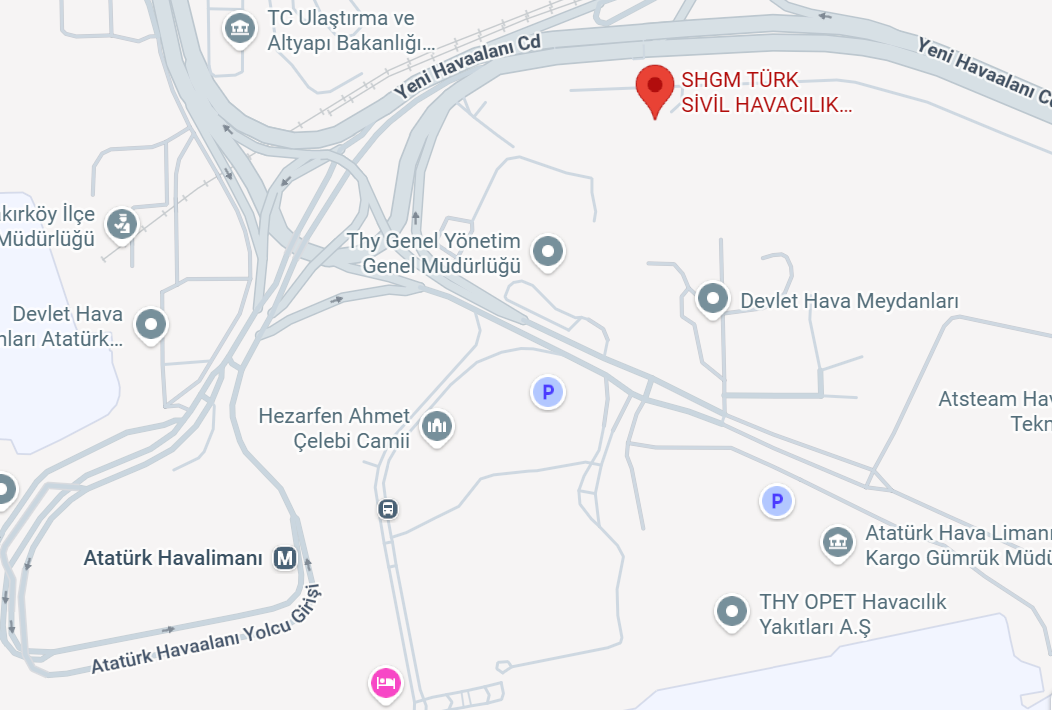 TC Ulaştırma ve
Altyapı Bakanlığı...
Yeni Havaalanı Cd
Yeni Havaalanı Cd
SHGM TÜRK
SİVİL HAVACILIK...
akırköy İlçe
Müdürlüğü
Thy Genel Yönetim
Genel Müdürlüğü
Devlet Hava
nları Atatürk...
Devlet Hava Meydanları
P
Hezarfen Ahmet
Çelebi Camii
Atsteam Hav
Tekn
P
Atatürk Hava Limanı
Kargo Gümrük Müdü
Atatürk Havalimanı M
THY OPET Havacılık
Yakıtları A.Ş
Atatürk Havaalanı Yolcu Girişi